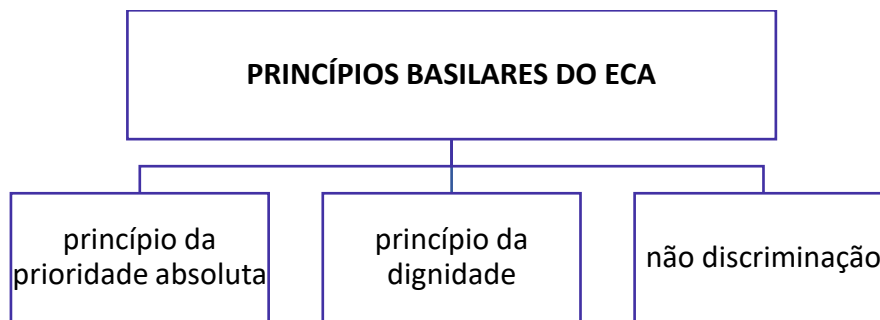 PRINCÍPIOS BASILARES DO ECA
princípio da
prioridade absoluta
princípio da
dignidade
não discriminação